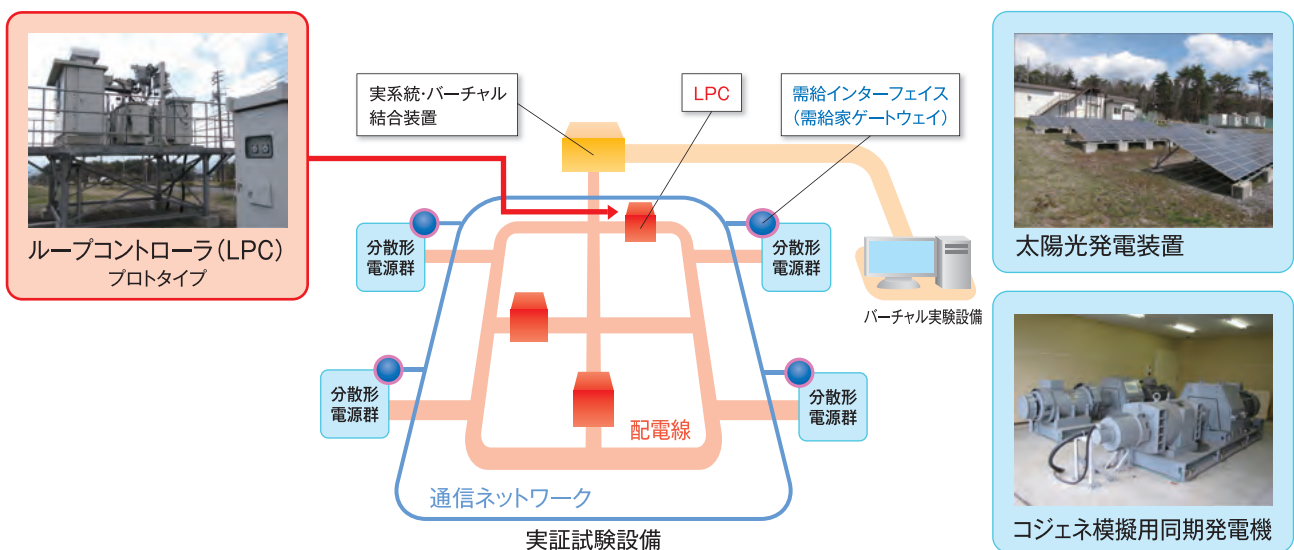 ループコントローラ(LPC)
プロトタイプ
実系統・バーチャル
結合装置
LPC
需給インターフェイス
(需給家ゲートウェイ)
分散形
電源群
分散形
電源群
バーチャル実験設備
分散形
電源群
分散形
電源群
配電線
通信ネットワーク
実証試験設備
太陽光発電装置
コジェネ模擬用同期発電機